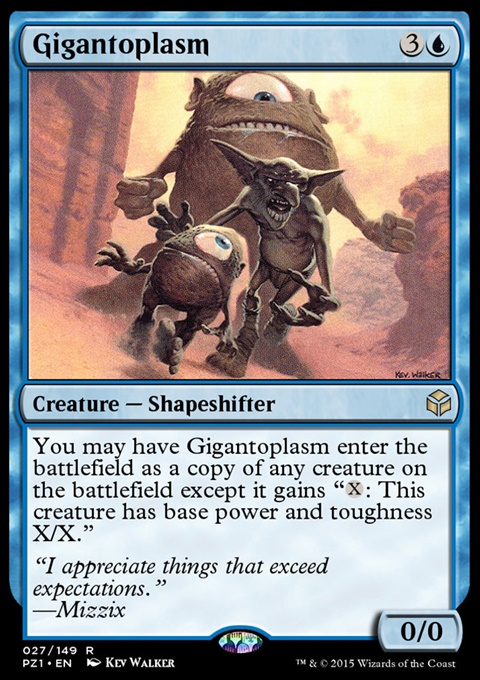 Gigantoplasm 3
KEV. WALKER
Creature — Shapeshifter
You may have Gigantoplasm enter the
battlefield as a copy of any creature on
the battlefield except it gains “X: This
creature has base power and toughness
X/X.”
“I appreciate things that exceed
expectations.”
—Mizzix
0/0
027/149 R
PZ1 • EN Kev Walker
™ & © 2015 Wizards of the Coast